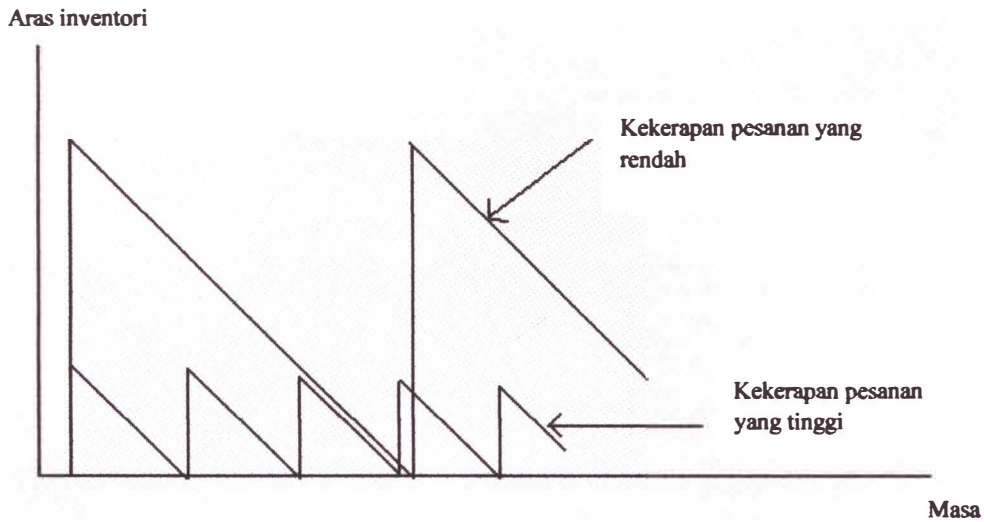 Aras inventori
Kekerapan pesanan yang
rendah
Kekerapan pesanan
yang tinggi
Masa